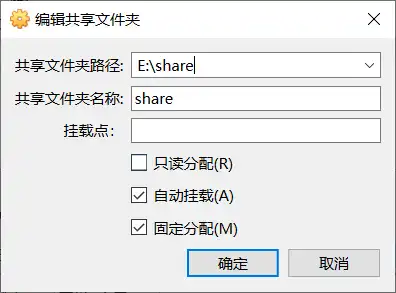 编辑共享文件夹
共享文件夹路径: E:\share
共享文件夹名称: share
挂载点:
只读分配(R)
自动挂载(A)
固定分配(M)
确定 取消